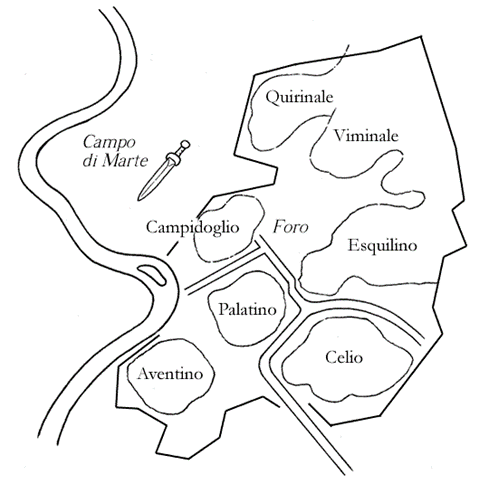 Quirinale
Viminale
Campo
di Marte
Campidoglio
Foro
Esquilino
Palatino
Celio
Aventino